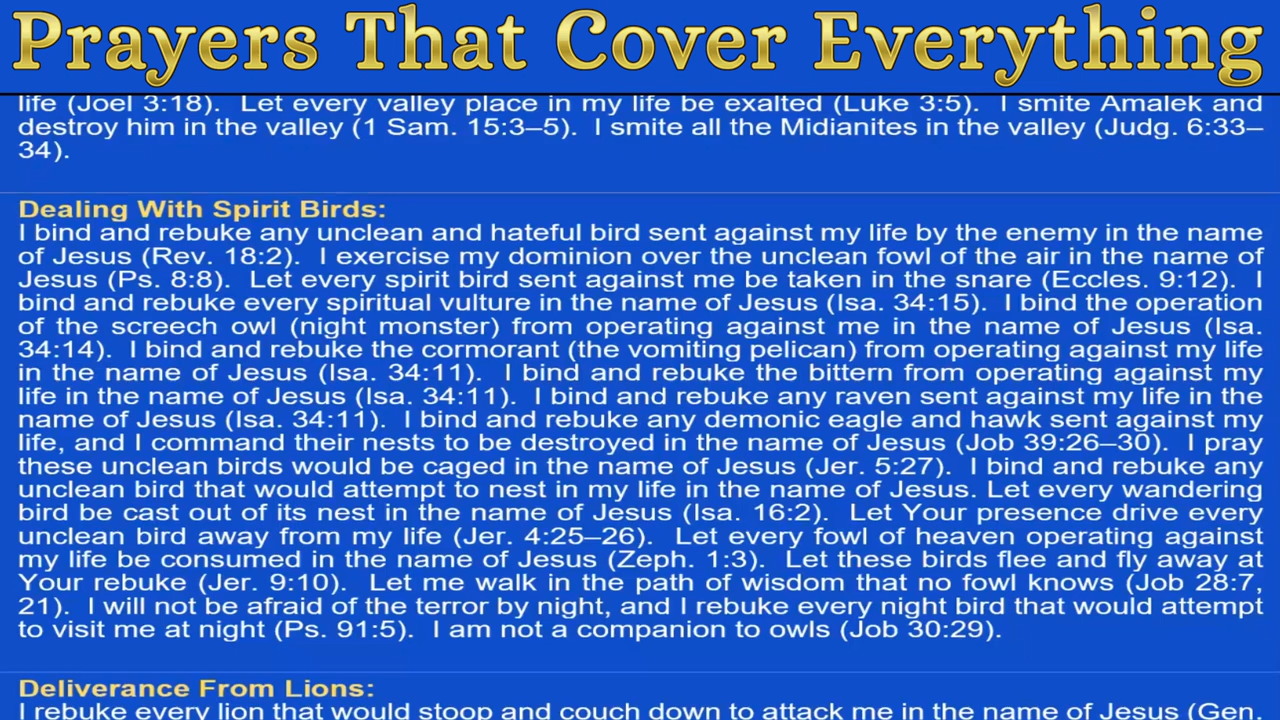 Prayers That Cover Everything
life (Joel 3:18).  Let every valley place in my life be exalted (Luke 3:5).  I smite Amalek and
destroy him in the valley (1 Sam. 15:3–5).  I smite all the Midianites in the valley (Judg. 6:33–
34).
Dealing With Spirit Birds:
I bind and rebuke any unclean and hateful bird sent against my life by the enemy in the name
of Jesus (Rev. 18:2).  I exercise my dominion over the unclean fowl of the air in the name of
Jesus (Ps. 8:8).  Let every spirit bird sent against me be taken in the snare (Eccles. 9:12).  I
bind and rebuke every spiritual vulture in the name of Jesus (Isa. 34:15).  I bind the operation
of the screech owl (night monster) from operating against me in the name of Jesus (Isa.
34:14).  I bind and rebuke the cormorant (the vomiting pelican) from operating against my life
in the name of Jesus (Isa. 34:11).  I bind and rebuke the bittern from operating against my
life in the name of Jesus (Isa. 34:11).  I bind and rebuke any raven sent against my life in the
name of Jesus (Isa. 34:11).  I bind and rebuke any demonic eagle and hawk sent against my
life, and I command their nests to be destroyed in the name of Jesus (Job 39:26–30).  I pray
these unclean birds would be caged in the name of Jesus (Jer. 5:27).  I bind and rebuke any
unclean bird that would attempt to nest in my life in the name of Jesus. Let every wandering
bird be cast out of its nest in the name of Jesus (Isa. 16:2).  Let Your presence drive every
unclean bird away from my life (Jer. 4:25–26).  Let every fowl of heaven operating against
my life be consumed in the name of Jesus (Zeph. 1:3).  Let these birds flee and fly away at
Your rebuke (Jer. 9:10).  Let me walk in the path of wisdom that no fowl knows (Job 28:7,
21).  I will not be afraid of the terror by night, and I rebuke every night bird that would attempt
to visit me at night (Ps. 91:5).  I am not a companion to owls (Job 30:29).
Deliverance From Lions:
I rebuke every lion that would stoop and couch down to attack me in the name of Jesus (Gen.